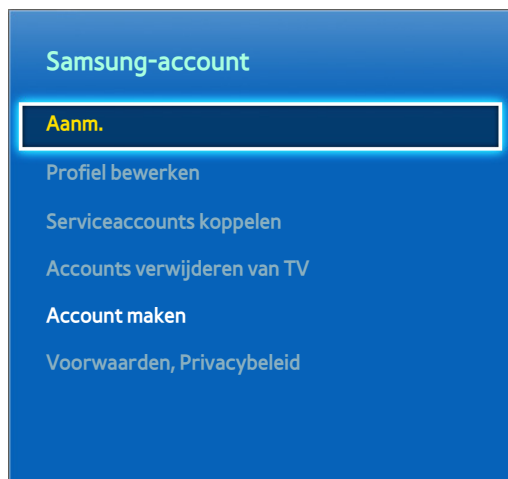 Samsung-account
Aanm.
Profiel bewerken
Serviceaccounts koppelen
Accounts verwijderen van TV
Account maken
Voorwaarden, Privacybeleid